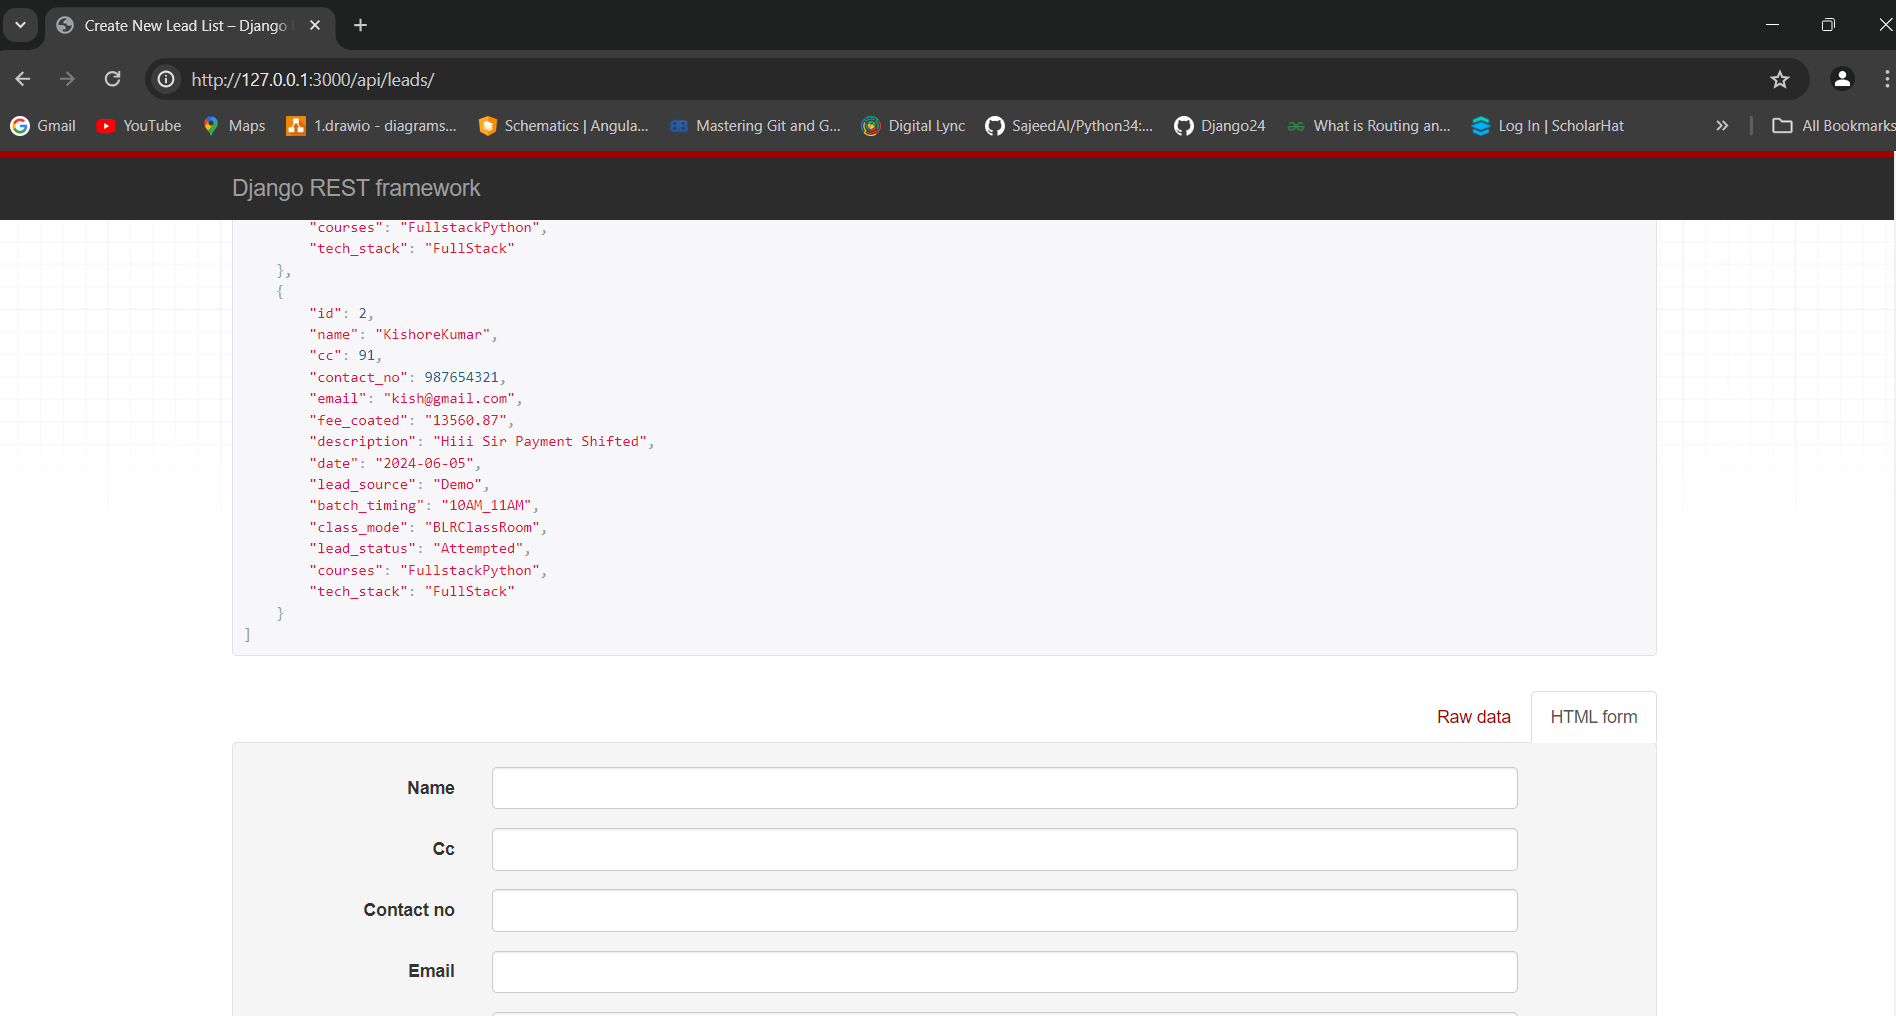 Create New Lead List – Django
http://127.0.0.1:3000/api/leads/
Gmail YouTube Maps 1.drawio - diagrams... Schematics | Angula... Mastering Git and G... Digital Lync SajeedAI/Python34:... Django24 What is Routing an... Log In | ScholarHat » All Bookmarks
Django REST framework
"courses": "FullstackPython",
"tech_stack": "FullStack"
},
{
"id": 2,
"name": "KishoreKumar",
"cc": 91,
"contact_no": 987654321,
"email": "kish@gmail.com",
"fee_coated": "13560.87",
"description": "Hiii Sir Payment Shifted",
"date": "2024-06-05",
"lead_source": "Demo",
"batch_timing": "10AM_11AM",
"class_mode": "BLRClassRoom",
"lead_status": "Attempted",
"courses": "FullstackPython",
"tech_stack": "FullStack"
}
]
Raw data HTML form
Name
Cc
Contact no
Email